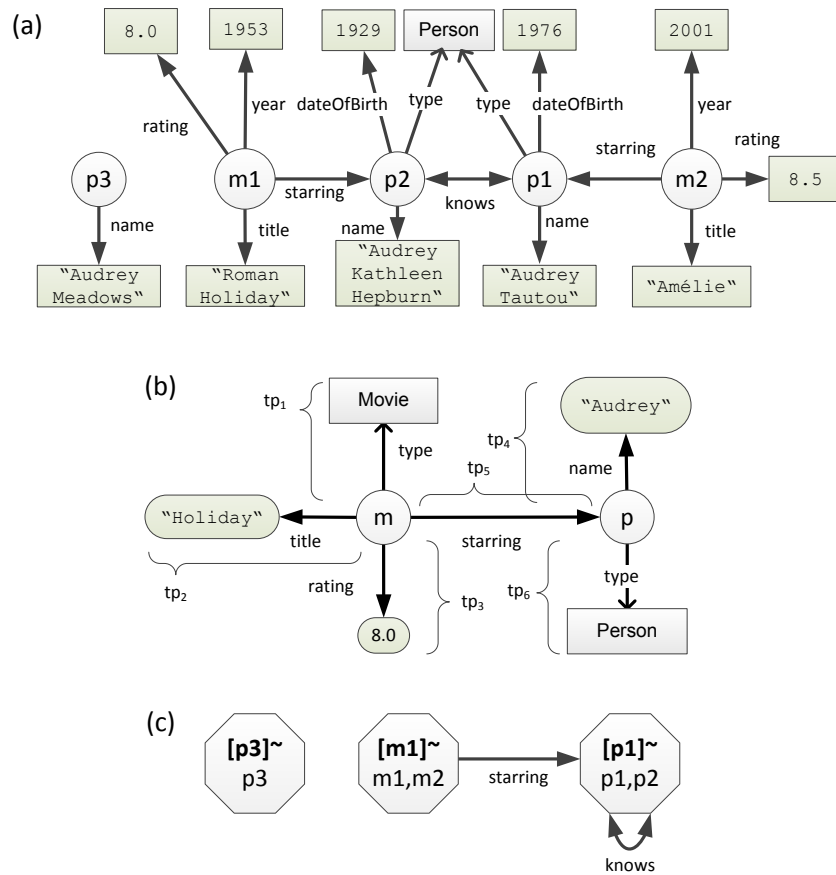 (a)
8.0
1953
1929
Person
1976
2001
rating
year
dateOfBirth
type
type
dateOfBirth
year
rating
starring
p3
m1
p2
p1
m2
8.5
starring
knows
name
title
name
name
title
“Audrey
Meadows“
“Roman
Holiday“
“Audrey
Kathleen
Hepburn“
“Audrey
Tautou“
“Amélie“
(b)
tp1
Movie
tp4
“Audrey“
type
name
tp5
“Holiday“
m
p
title
starring
tp2
rating
tp3
tp6
type
8.0
Person
(c)
[p3]~
p3
[m1]~
m1,m2
starring
[p1]~
p1,p2
knows